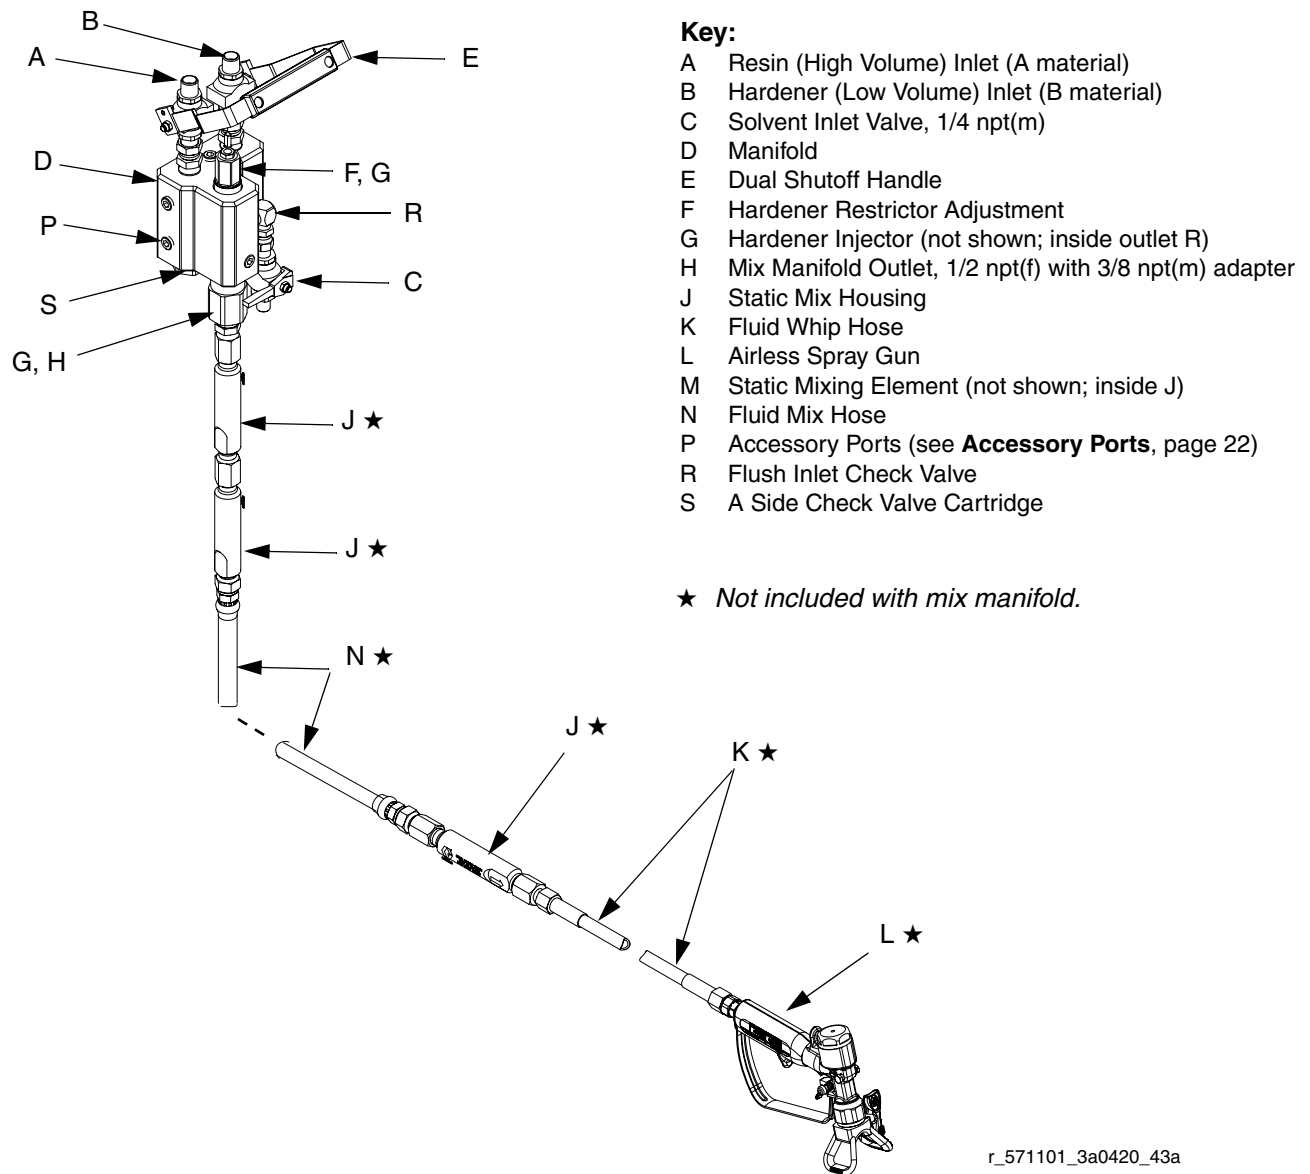 B
A
E
D
F, G
R
P
C
S
G, H
J ★
J ★
N ★
J ★
K ★
L ★
Key:
A Resin (High Volume) Inlet (A material)
B Hardener (Low Volume) Inlet (B material)
C Solvent Inlet Valve, 1/4 npt(m)
D Manifold
E Dual Shutoff Handle
F Hardener Restrictor Adjustment
G Hardener Injector (not shown; inside outlet R)
H Mix Manifold Outlet, 1/2 npt(f) with 3/8 npt(m) adapter
J Static Mix Housing
K Fluid Whip Hose
L Airless Spray Gun
M Static Mixing Element (not shown; inside J)
N Fluid Mix Hose
P Accessory Ports (see Accessory Ports, page 22)
R Flush Inlet Check Valve
S A Side Check Valve Cartridge
★ Not included with mix manifold.
r_571101_3a0420_43a